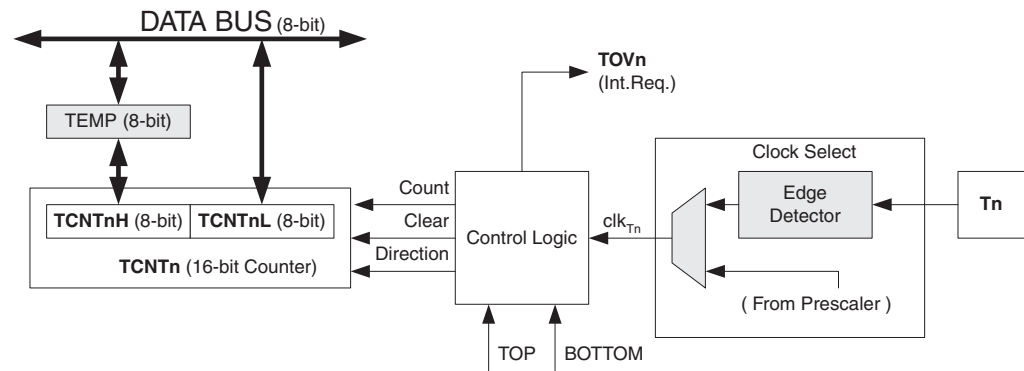 DATA BUS (8-bit)
TOVn
(Int.Req.)
TEMP (8-bit)
Clock Select
Count
Edge
Detector
Tn
TCNTnH (8-bit)
TCNTnL (8-bit)
Clear
Control Logic
clkTn
Direction
TCNTn (16-bit Counter)
( From Prescaler )
TOP
BOTTOM